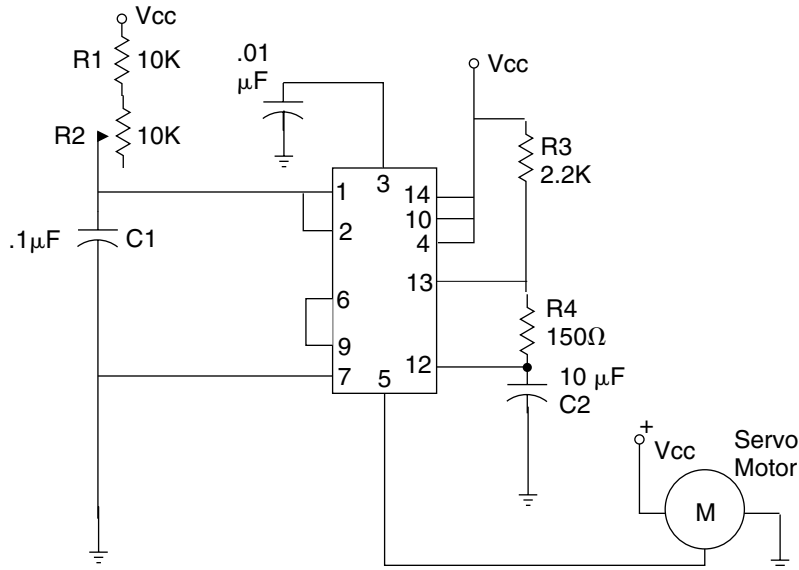 Vcc
R1 10K
R2 10K
.01
μF
Vcc
R3
2.2K
1
2
3
14
10
4
13
6
9
7
5
12
.1μF C1
R4
150Ω
10 μF
C2
+
Vcc
Servo
Motor
M